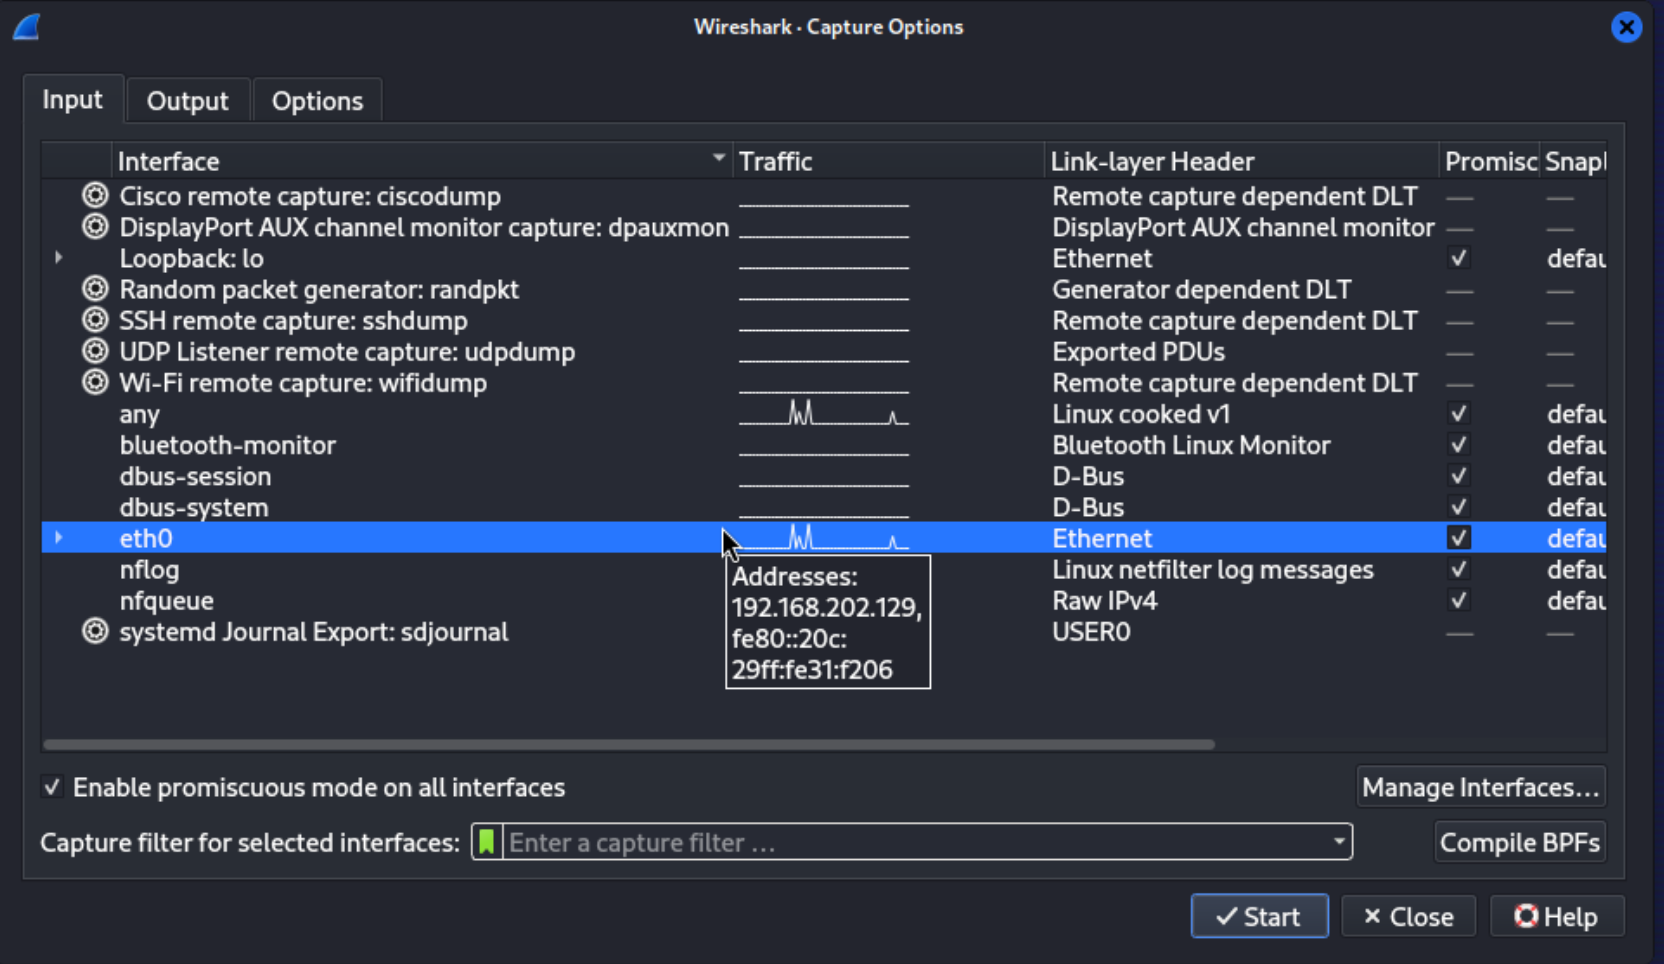 Wireshark · Capture Options
Input Output Options
Interface Traffic Link-layer Header Promisc Snapl
Cisco remote capture: ciscodump Remote capture dependent DLT — —
DisplayPort AUX channel monitor capture: dpauxmon DisplayPort AUX channel monitor — —
Loopback: lo Ethernet ✓ defau
Random packet generator: randpkt Generator dependent DLT — —
SSH remote capture: sshdump Remote capture dependent DLT — —
UDP Listener remote capture: udpdump Exported PDUs — —
Wi-Fi remote capture: wifidump Remote capture dependent DLT — —
any Linux cooked v1 ✓ defau
bluetooth-monitor Bluetooth Linux Monitor ✓ defau
dbus-session D-Bus ✓ defau
dbus-system D-Bus ✓ defau
eth0 Ethernet ✓ defau
nflog Linux netfilter log messages ✓ defau
nfqueue Raw IPv4 ✓ defau
systemd Journal Export: sdjournal USER0 — —
Addresses:
192.168.202.129,
fe80::20c:
29ff:fe31:f206
✓ Enable promiscuous mode on all interfaces Manage Interfaces...
Capture filter for selected interfaces: Enter a capture filter ... Compile BPFs
✓ Start × Close Help